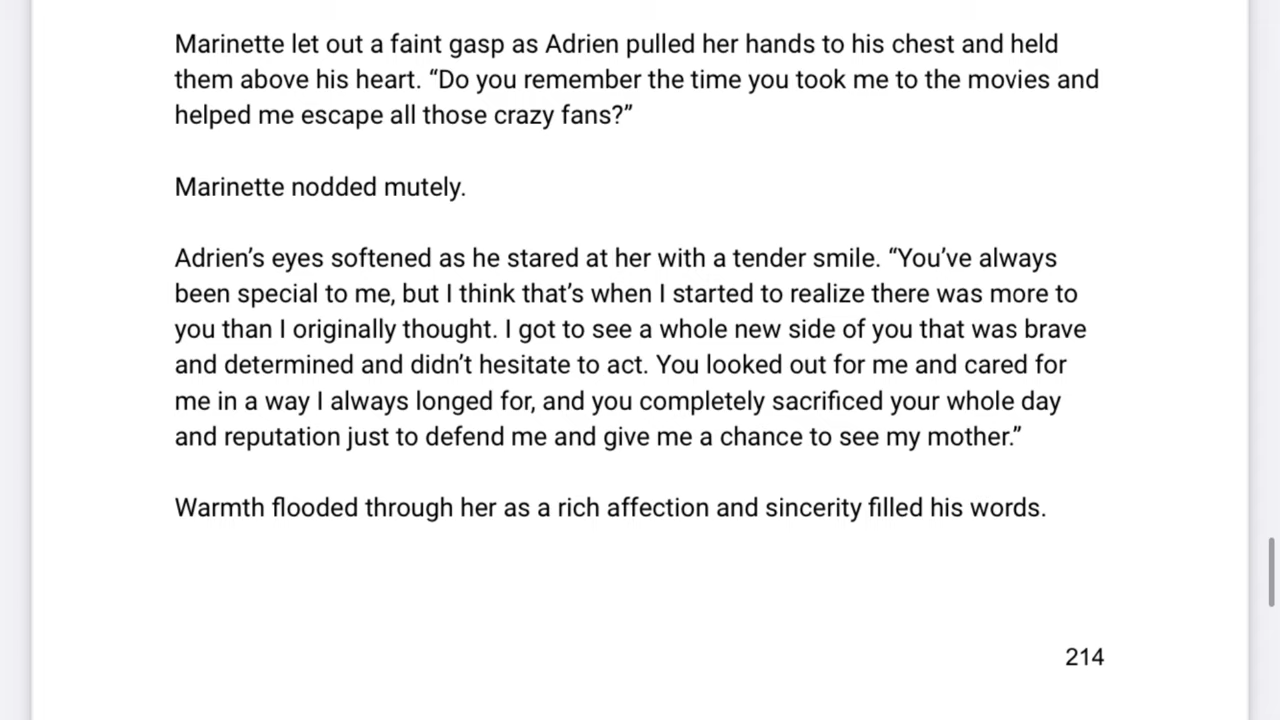 Marinette let out a faint gasp as Adrien pulled her hands to his chest and held
them above his heart. “Do you remember the time you took me to the movies and
helped me escape all those crazy fans?”
Marinette nodded mutely.
Adrien’s eyes softened as he stared at her with a tender smile. “You’ve always
been special to me, but I think that’s when I started to realize there was more to
you than I originally thought. I got to see a whole new side of you that was brave
and determined and didn’t hesitate to act. You looked out for me and cared for
me in a way I always longed for, and you completely sacrificed your whole day
and reputation just to defend me and give me a chance to see my mother.”
Warmth flooded through her as a rich affection and sincerity filled his words.
214